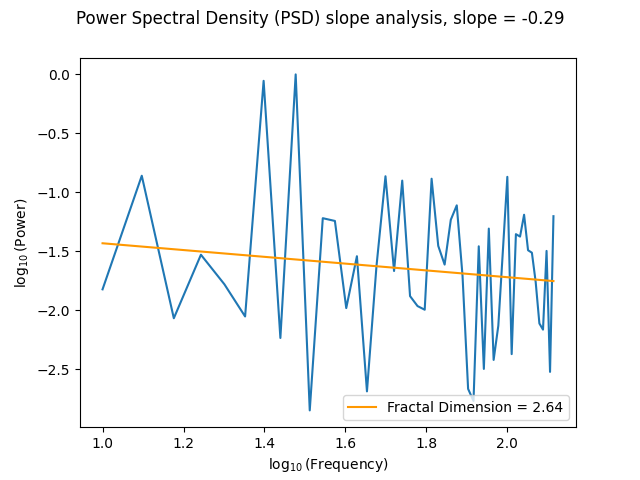 Power Spectral Density (PSD) slope analysis, slope = -0.29
log₁₀(Power)
0.0
−0.5
−1.0
−1.5
−2.0
−2.5
Fractal Dimension = 2.64
1.0 1.2 1.4 1.6 1.8 2.0
log₁₀(Frequency)